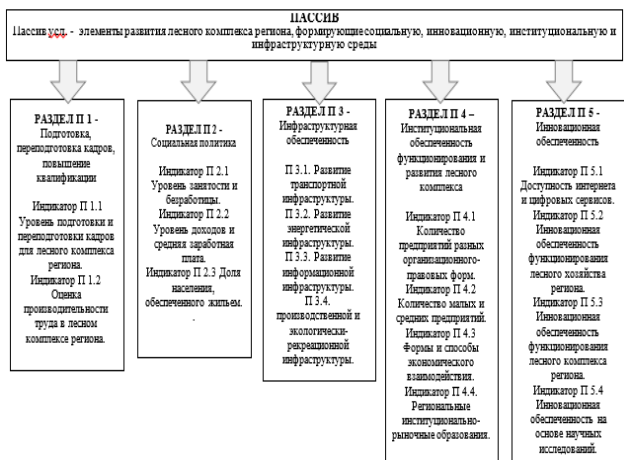 ПАССИВ
Пассив усл. - элементы развития лесного комплекса региона, формирующие социальную, инновационную, институциональную и
инфраструктурную среды
РАЗДЕЛ П 1 -
Подготовка,
переподготовка кадров,
повышение
квалификации
Индикатор П 1.1
Уровень подготовки и
переподготовки кадров
для лесного комплекса
региона.
Индикатор П 1.2
Оценка
производительности
труда в лесном
комплексе региона.
РАЗДЕЛ П 2 -
Социальная политика
Индикатор П 2.1
Уровень занятости и
безработицы.
Индикатор П 2.2
Уровень доходов и
средняя заработная
плата.
Индикатор П 2.3 Доля
населения,
обеспеченного жильем.
.
РАЗДЕЛ П 3 -
Инфраструктурная
обеспеченность
П 3.1. Развитие
транспортной
инфраструктуры.
П 3.2. Развитие
энергетической
инфраструктуры.
П 3.3. Развитие
информационной
инфраструктуры.
П 3.4.
производственной и
экологически-
рекреационной
инфраструктуры.
РАЗДЕЛ П 4 –
Институциональная
обеспеченность
функционирования и
развития лесного
комплекса
Индикатор П 4.1
Количество
предприятий разных
организационного-
правовых форм.
Индикатор П 4.2
Количество малых и
средних предприятий.
Индикатор П 4.3
Формы и способы
экономического
взаимодействия.
Индикатор П 4.4.
Региональные
институционально-
рыночные образования.
РАЗДЕЛ П 5 -
Инновационная
обеспеченность
Индикатор П 5.1
Доступность интернета
и цифровых сервисов.
Индикатор П 5.2
Инновационная
обеспеченность
функционирования
лесного хозяйства
региона.
Индикатор П 5.3
Инновационная
обеспеченность
функционирования
лесного комплекса
региона.
Индикатор П 5.4
Инновационная
обеспеченность на
основе научных
исследований.